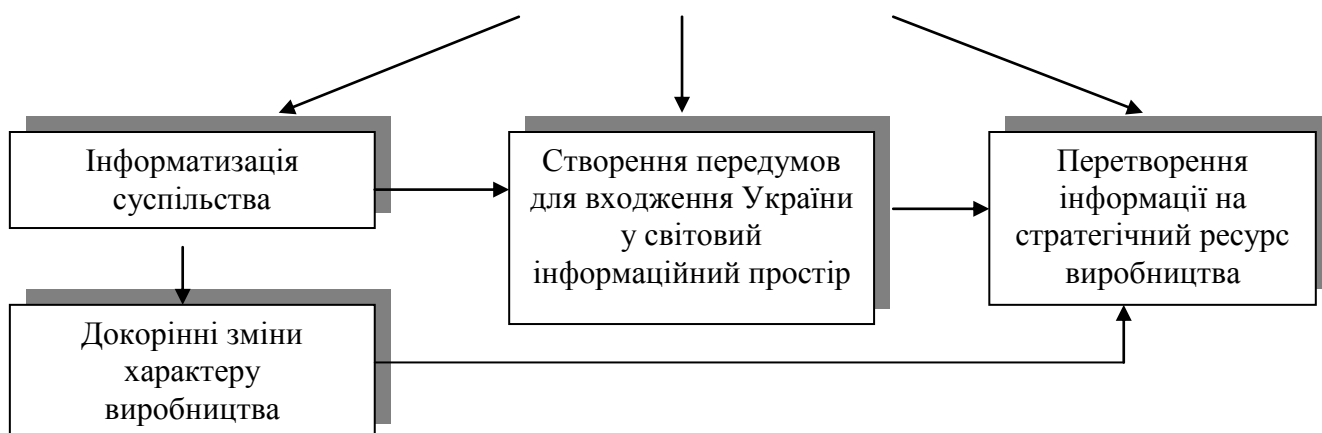 Інформатизація
суспільства
Створення передумов
для входження України
у світовий
інформаційний простір
Перетворення
інформації на
стратегічний ресурс
виробництва
Докорінні зміни
характеру
виробництва